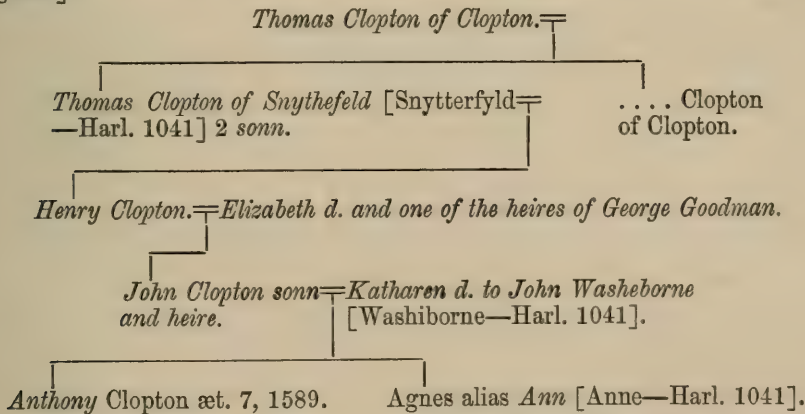 Thomas Clopton of Clopton.
Thomas Clopton of Snythefeld [Snytterfyld
—Harl. 1041] 2 sonn.
.... Clopton
of Clopton.
Henry Clopton. Elizabeth d. and one of the heires of George Goodman.
John Clopton sonn
and heire.
Katharen d. to John Washeborne
[Washiborne—Harl. 1041].
Anthony Clopton æt. 7, 1589.
Agnes alias Ann [Anne—Harl. 1041].